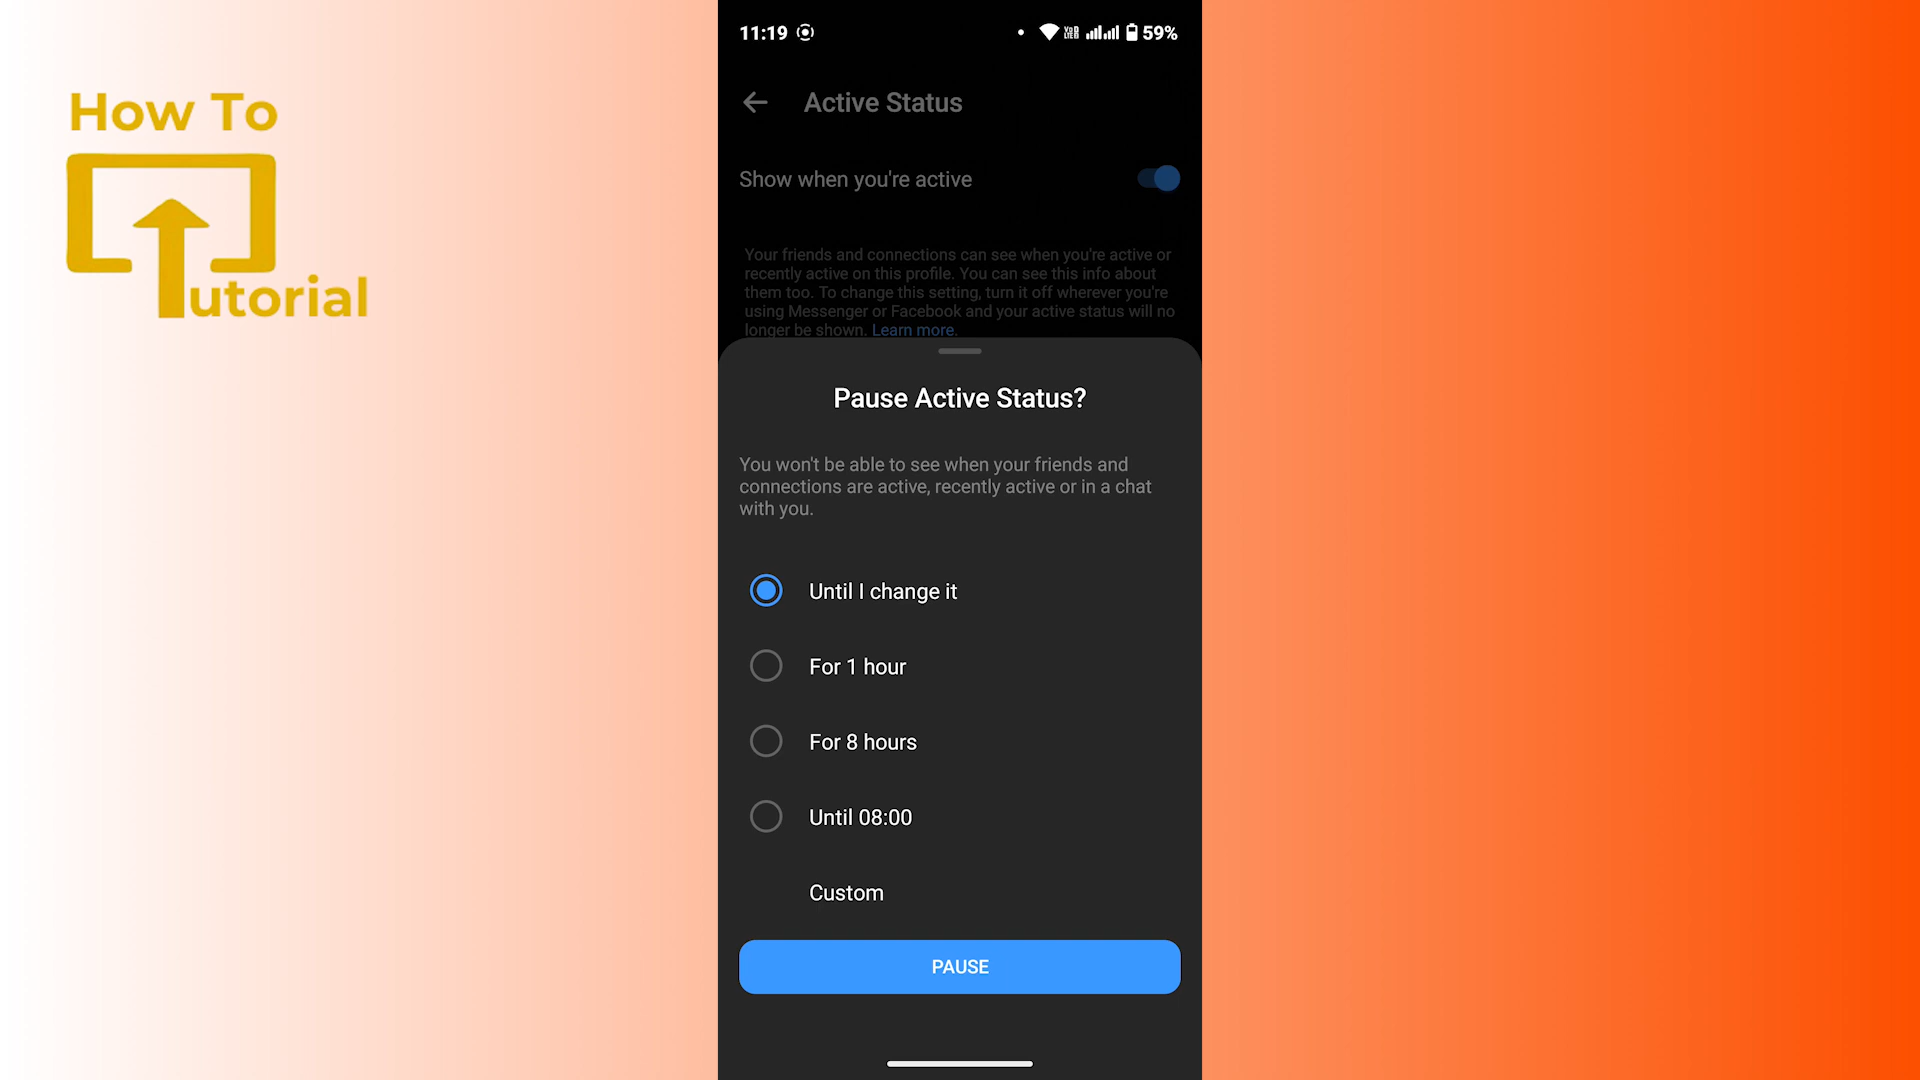 How To
Tutorial
11:19
59%
Active Status
Show when you're active
Your friends and connections can see when you're active or
recently active on this profile. You can see this info about
them too. To change this setting, turn it off wherever you're
using Messenger or Facebook and your active status will no
longer be shown. Learn more.
Pause Active Status?
You won't be able to see when your friends and
connections are active, recently active or in a chat
with you.
Until I change it
For 1 hour
For 8 hours
Until 08:00
Custom
PAUSE